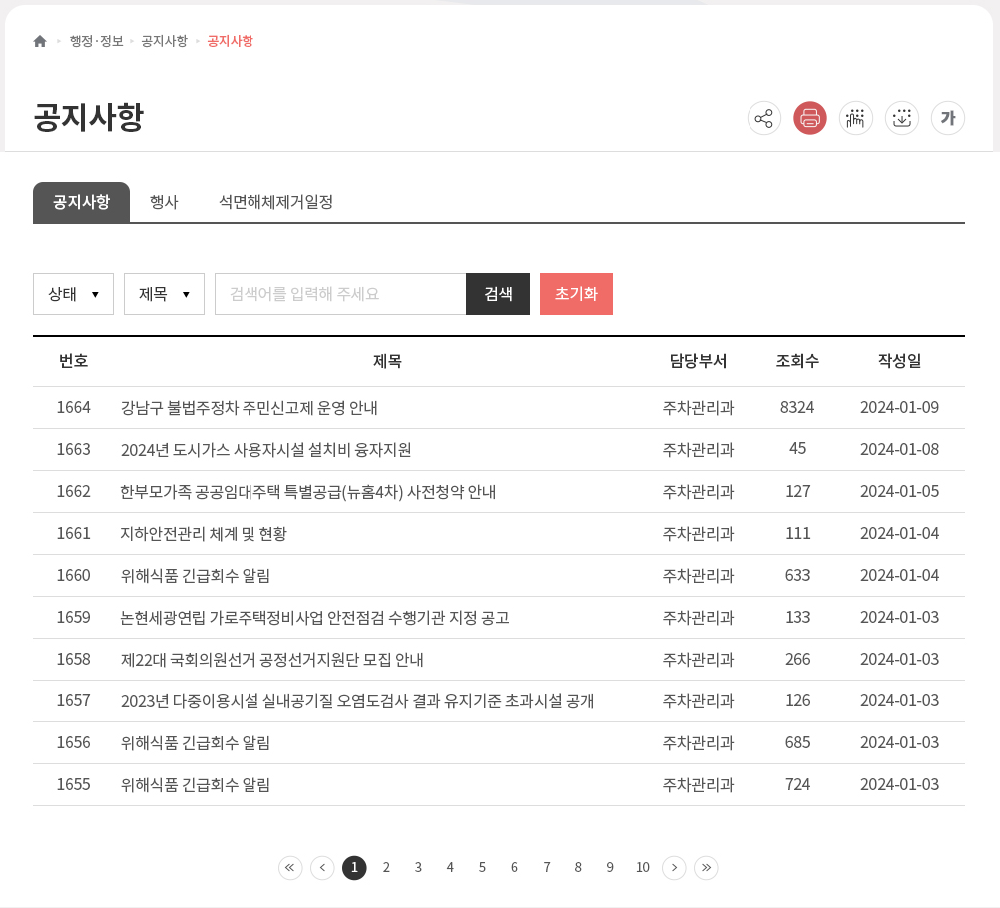 행정·정보 공지사항 공지사항
공지사항
가
공지사항 행사 석면해체제거일정
상태 제목 검색어를 입력해 주세요 검색 초기화
번호 제목 담당부서 조회수 작성일
1664 강남구 불법주정차 주민신고제 운영 안내 주차관리과 8324 2024-01-09
1663 2024년 도시가스 사용자시설 설치비 융자지원 주차관리과 45 2024-01-08
1662 한부모가족 공공임대주택 특별공급(뉴홈4차) 사전청약 안내 주차관리과 127 2024-01-05
1661 지하안전관리 체계 및 현황 주차관리과 111 2024-01-04
1660 위해식품 긴급회수 알림 주차관리과 633 2024-01-04
1659 논현세광연립 가로주택정비사업 안전점검 수행기관 지정 공고 주차관리과 133 2024-01-03
1658 제22대 국회의원선거 공정선거지원단 모집 안내 주차관리과 266 2024-01-03
1657 2023년 다중이용시설 실내공기질 오염도검사 결과 유지기준 초과시설 공개 주차관리과 126 2024-01-03
1656 위해식품 긴급회수 알림 주차관리과 685 2024-01-03
1655 위해식품 긴급회수 알림 주차관리과 724 2024-01-03
1 2 3 4 5 6 7 8 9 10